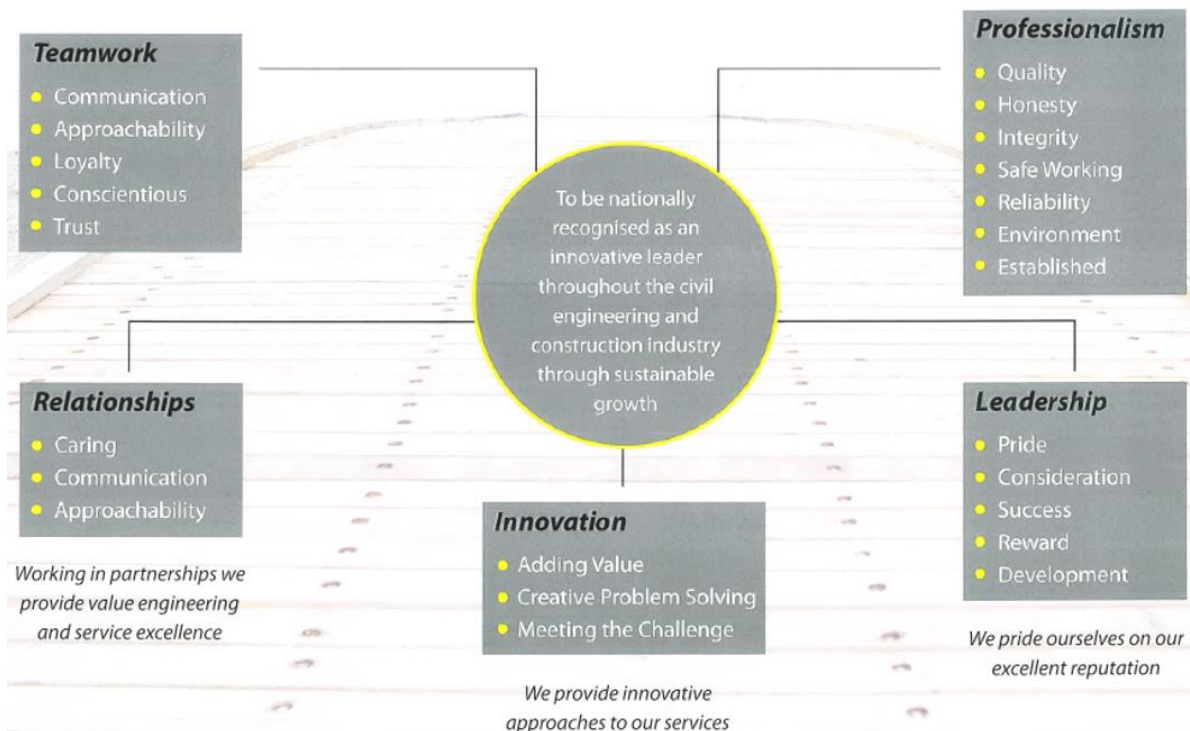 Teamwork
Communication
Approachability
Loyalty
Conscientious
Trust
Professionalism
Quality
Honesty
Integrity
Safe Working
Reliability
Environment
Established
To be nationally
recognised as an
innovative leader
throughout the civil
engineering and
construction industry
through sustainable
growth
Relationships
Caring
Communication
Approachability
Working in partnerships we
provide value engineering
and service excellence
Innovation
Adding Value
Creative Problem Solving
Meeting the Challenge
We provide innovative
approaches to our services
Leadership
Pride
Consideration
Success
Reward
Development
We pride ourselves on our
excellent reputation